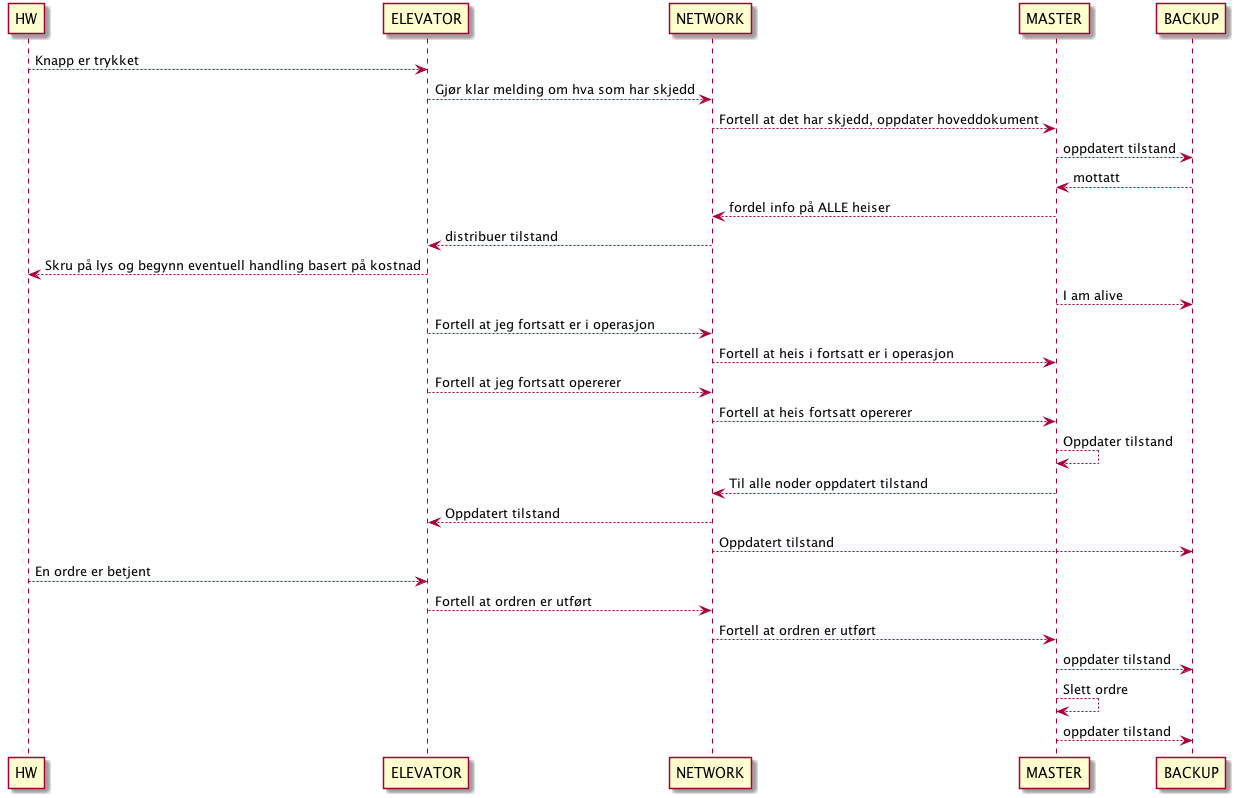 HW
ELEVATOR
NETWORK
MASTER
BACKUP
Knapp er trykket
Gjør klar melding om hva som har skjedd
Fortell at det har skjedd, oppdater hoveddokument
oppdatert tilstand
mottatt
fordel info på ALLE heiser
distribuer tilstand
Skru på lys og begynn eventuell handling basert på kostnad
I am alive
Fortell at jeg fortsatt er i operasjon
Fortell at heis i fortsatt er i operasjon
Fortell at jeg fortsatt opererer
Fortell at heis fortsatt opererer
Oppdater tilstand
Til alle noder oppdatert tilstand
Oppdatert tilstand
Oppdatert tilstand
En ordre er betjent
Fortell at ordren er utført
Fortell at ordren er utført
oppdater tilstand
Slett ordre
oppdater tilstand
HW
ELEVATOR
NETWORK
MASTER
BACKUP